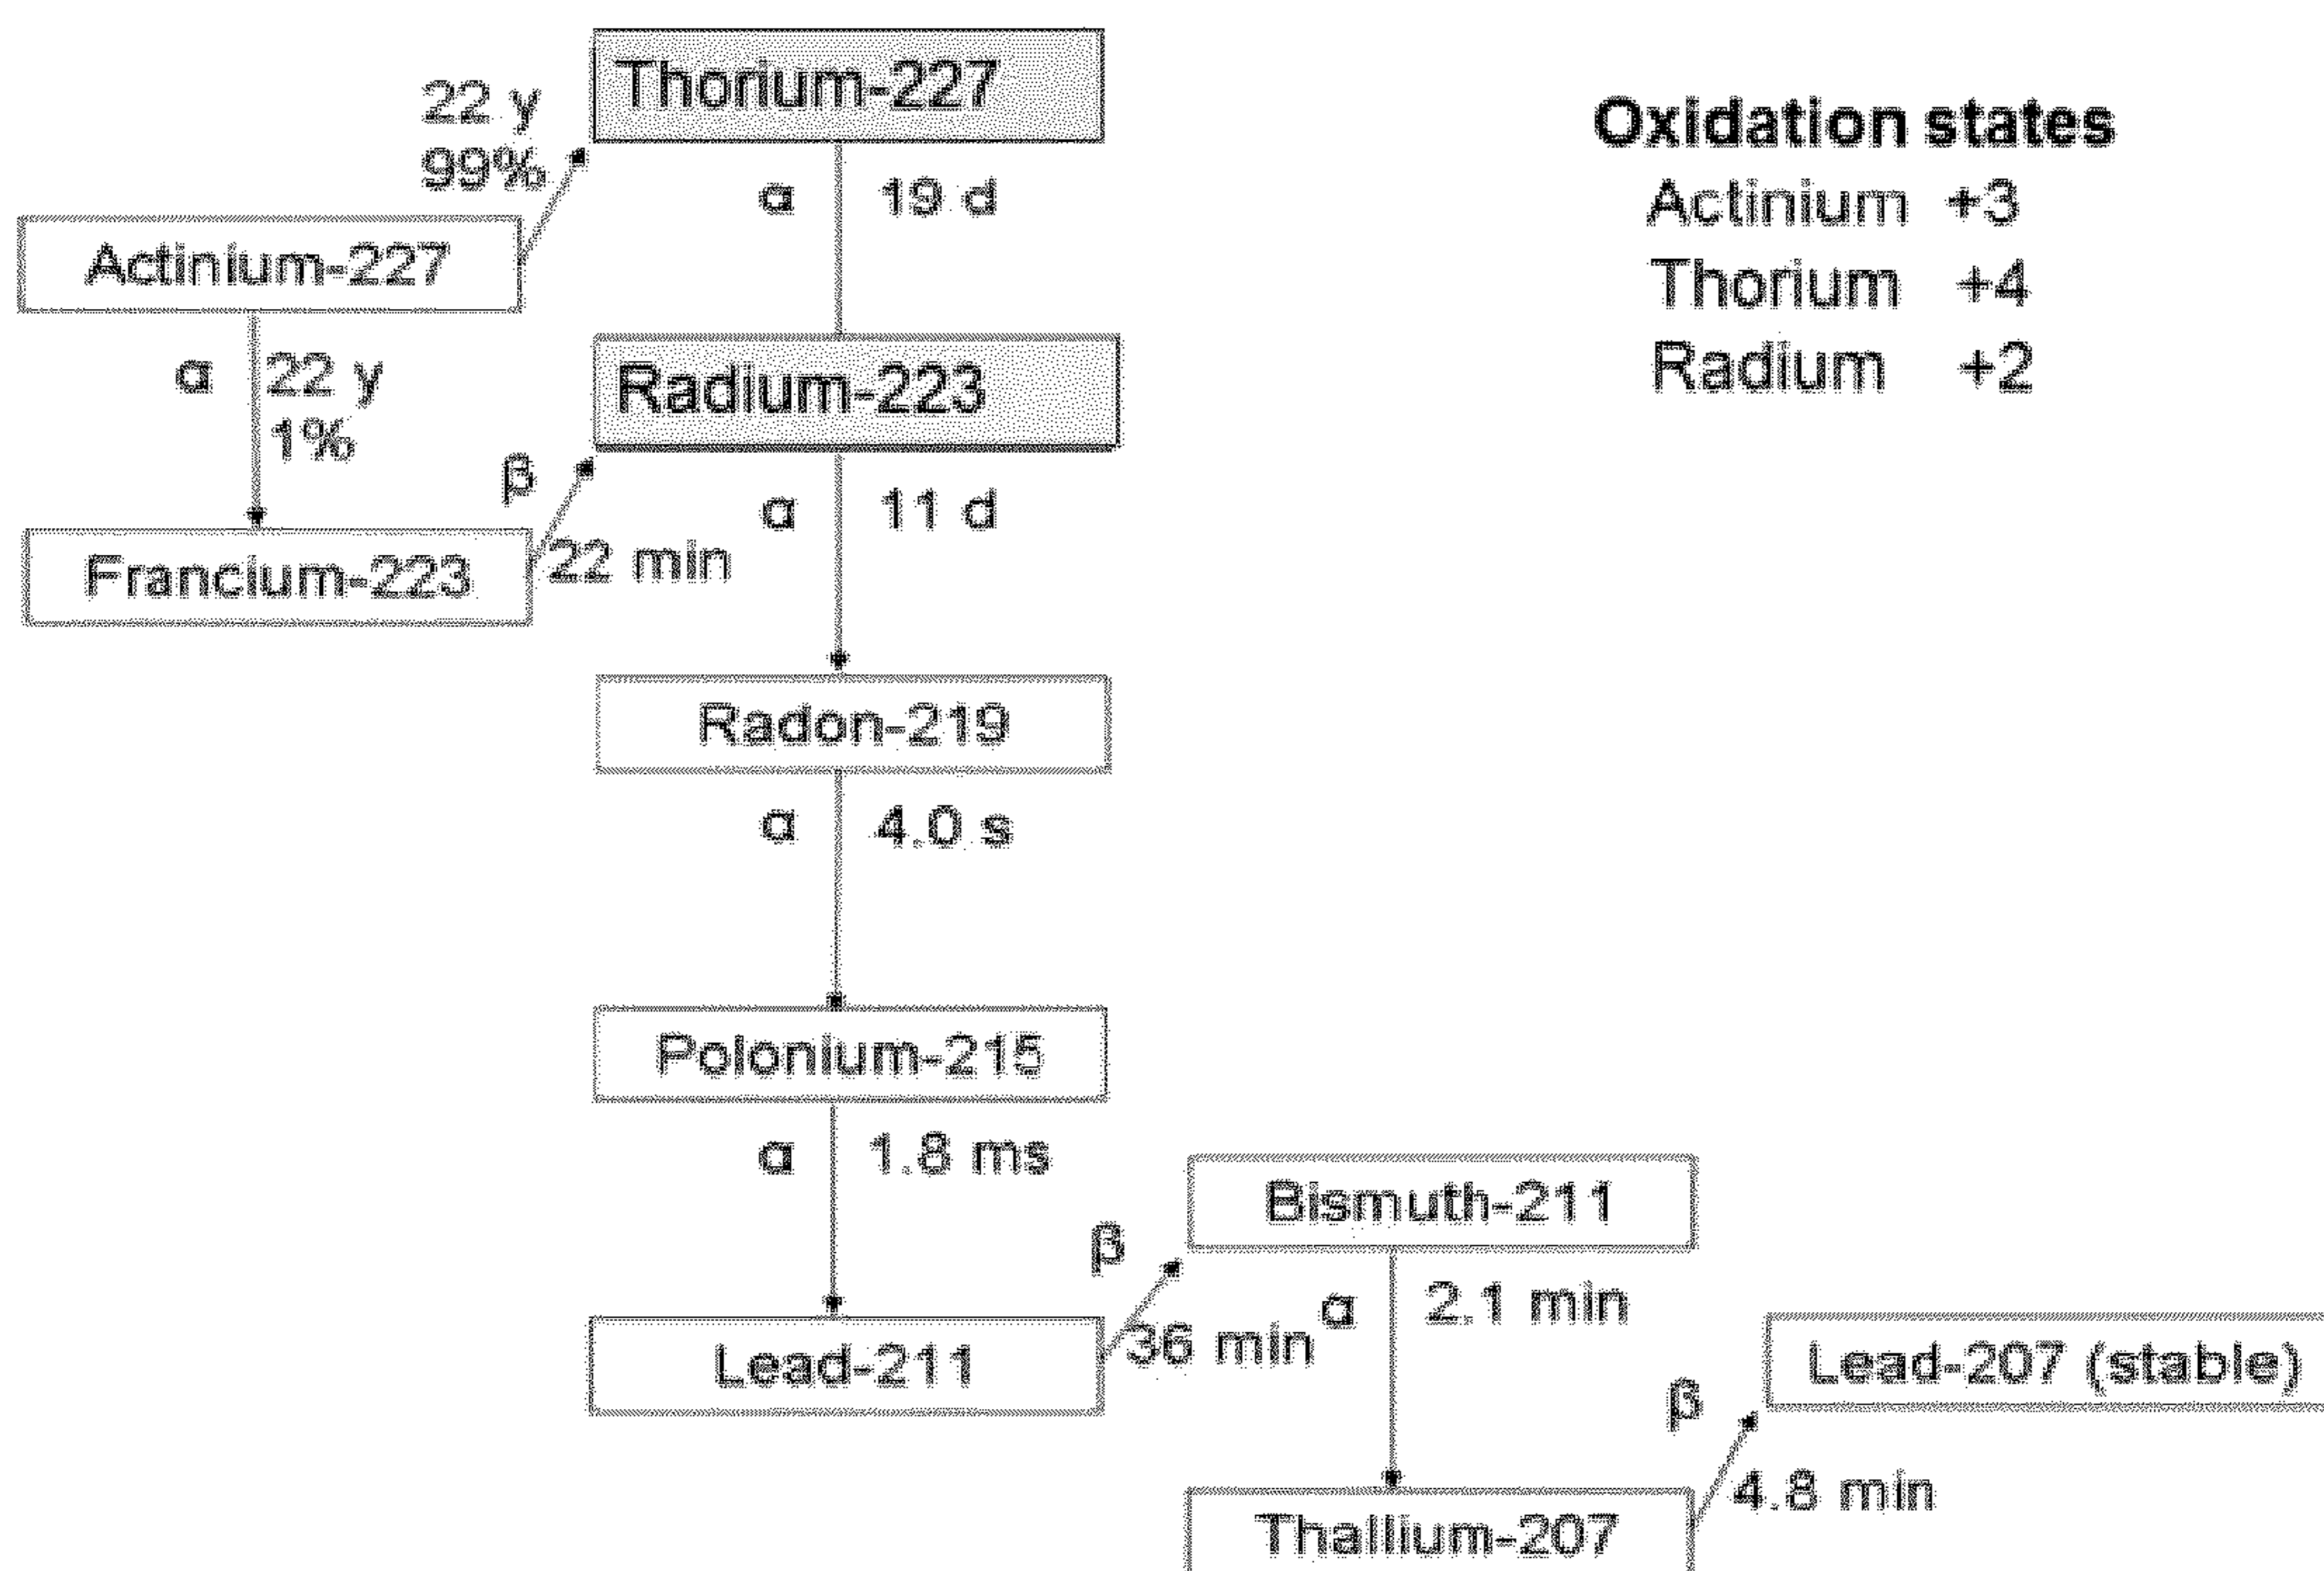 Thorium-227
22 y
99%
α 19 d
Actinium-227
α 22 y
1%
Radium-223
β
22 min
α 11 d
Francium-223
Radon-219
α 4.0 s
Polonium-215
α 1.8 ms
Lead-211
β
36 min
Bismuth-211
α 2.1 min
Thallium-207
β
4.8 min
Lead-207 (stable)
Oxidation states
Actinium +3
Thorium +4
Radium +2